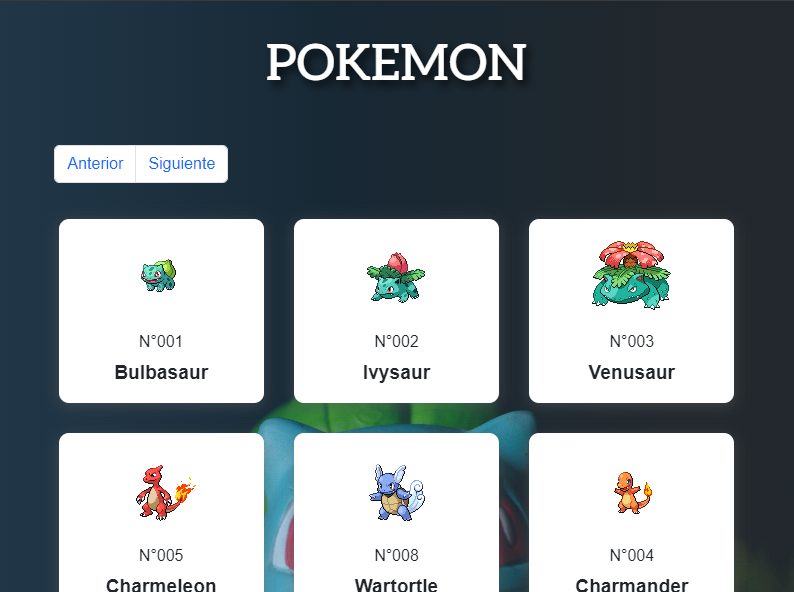 POKEMON
Anterior Siguiente
N°001 N°002 N°003
Bulbasaur Ivysaur Venusaur
N°005 N°008 N°004
Charmeleon Wartortle Charmander